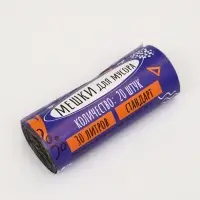 МЕШКИ ДЛЯ МУСОРА
КОЛИЧЕСТВО: 20 ШТУК
30 ЛИТРОВ СТАНДАРТ